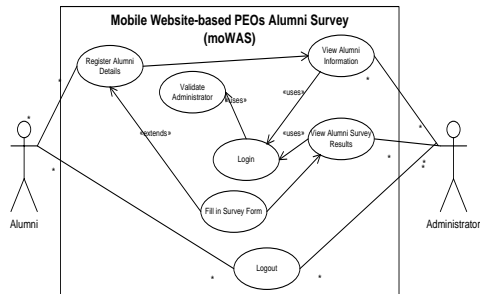 Mobile Website-based PEOs Alumni Survey
(moWAS)
Register Alumni
Details
View Alumni
Information
Validate
Administrator
«uses»
«uses»
«extends»
«uses»
View Alumni Survey
Results
Login
Fill in Survey Form
Logout
Alumni
Administrator
*
*
*
*
*
*
*
*
*
*